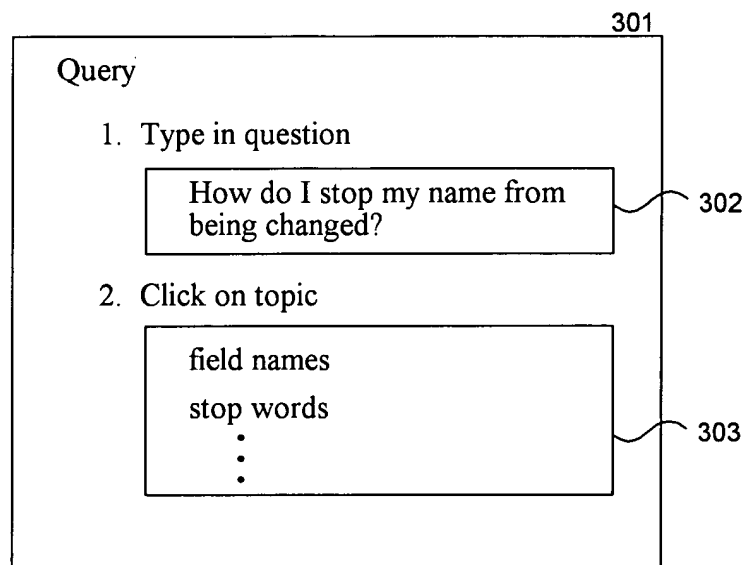 301
Query
1. Type in question
How do I stop my name from
being changed?
302
2. Click on topic
field names
stop words
303